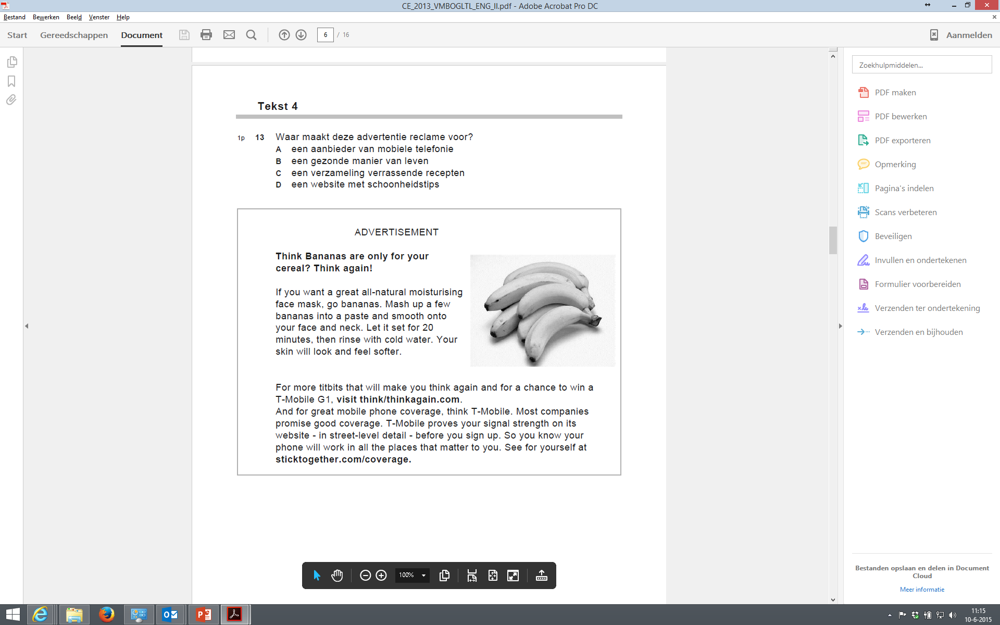 CE_2013_VMBOGLTL_ENG_II.pdf - Adobe Acrobat Pro DC
Bestand Bewerken Beeld Venster Help
Start Gereedschappen Document 6 / 16 Aanmelden
Zoekhulpmiddelen...
PDF maken
PDF bewerken
PDF exporteren
Opmerking
Pagina's indelen
Scans verbeteren
Beveiligen
Invullen en ondertekenen
Formulier voorbereiden
Verzenden ter ondertekening
Verzenden en bijhouden
Bestanden opslaan en delen in Document
Cloud
Meer informatie
Tekst 4
1p 13 Waar maakt deze advertentie reclame voor?
A een aanbieder van mobiele telefonie
B een gezonde manier van leven
C een verzameling verrassende recepten
D een website met schoonheidstips
ADVERTISEMENT
Think Bananas are only for your
cereal? Think again!
If you want a great all-natural moisturising
face mask, go bananas. Mash up a few
bananas into a paste and smooth onto
your face and neck. Let it set for 20
minutes, then rinse with cold water. Your
skin will look and feel softer.
For more titbits that will make you think again and for a chance to win a
T-Mobile G1, visit think/thinkagain.com.
And for great mobile phone coverage, think T-Mobile. Most companies
promise good coverage. T-Mobile proves your signal strength on its
website - in street-level detail - before you sign up. So you know your
phone will work in all the places that matter to you. See for yourself at
sticktogether.com/coverage.
100%
11:15
10-6-2015